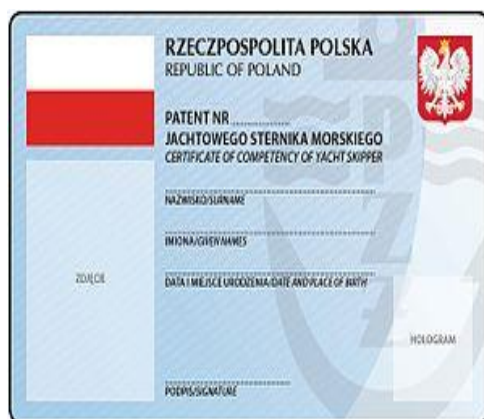 RZECZPOSPOLITA POLSKA
REPUBLIC OF POLAND
PATENT NR
JACHTOWEGO STERNIKA MORSKIEGO
CERTIFICATE OF COMPETENCY OF YACHT SKIPPER
NAZWISKO/SURNAME
IMIONA/GIVEN NAMES
DATA I MIEJSCE URODZENIA/DATE AND PLACE OF BIRTH
ZDJĘCIE
HOLOGRAM
PODPIS/SIGNATURE